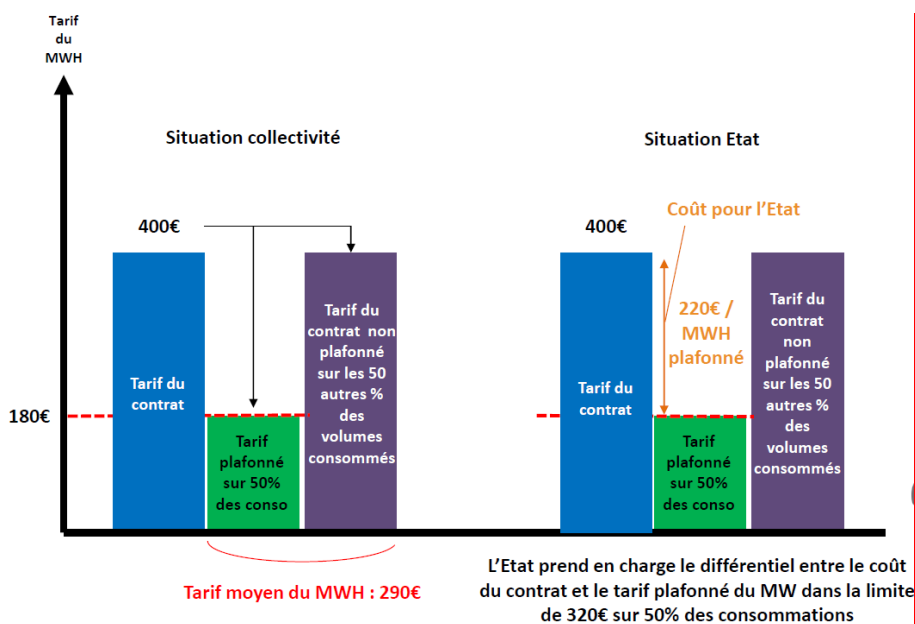 Tarif
du
MWH
Situation collectivité
400€
180€
Tarif du
contrat
Tarif
plafonné
sur 50%
des conso
Tarif du
contrat non
plafonné
sur les 50
autres %
des
volumes
consommés
Tarif moyen du MWH : 290€
Situation Etat
Coût pour l'Etat
400€
220€ /
MWH
plafonné
Tarif du
contrat
Tarif
plafonné
sur 50%
des conso
Tarif du
contrat
non
plafonné
sur les 50
autres %
des
volumes
consommés
L'Etat prend en charge le différentiel entre le coût
du contrat et le tarif plafonné du MW dans la limite
de 320€ sur 50% des consommations